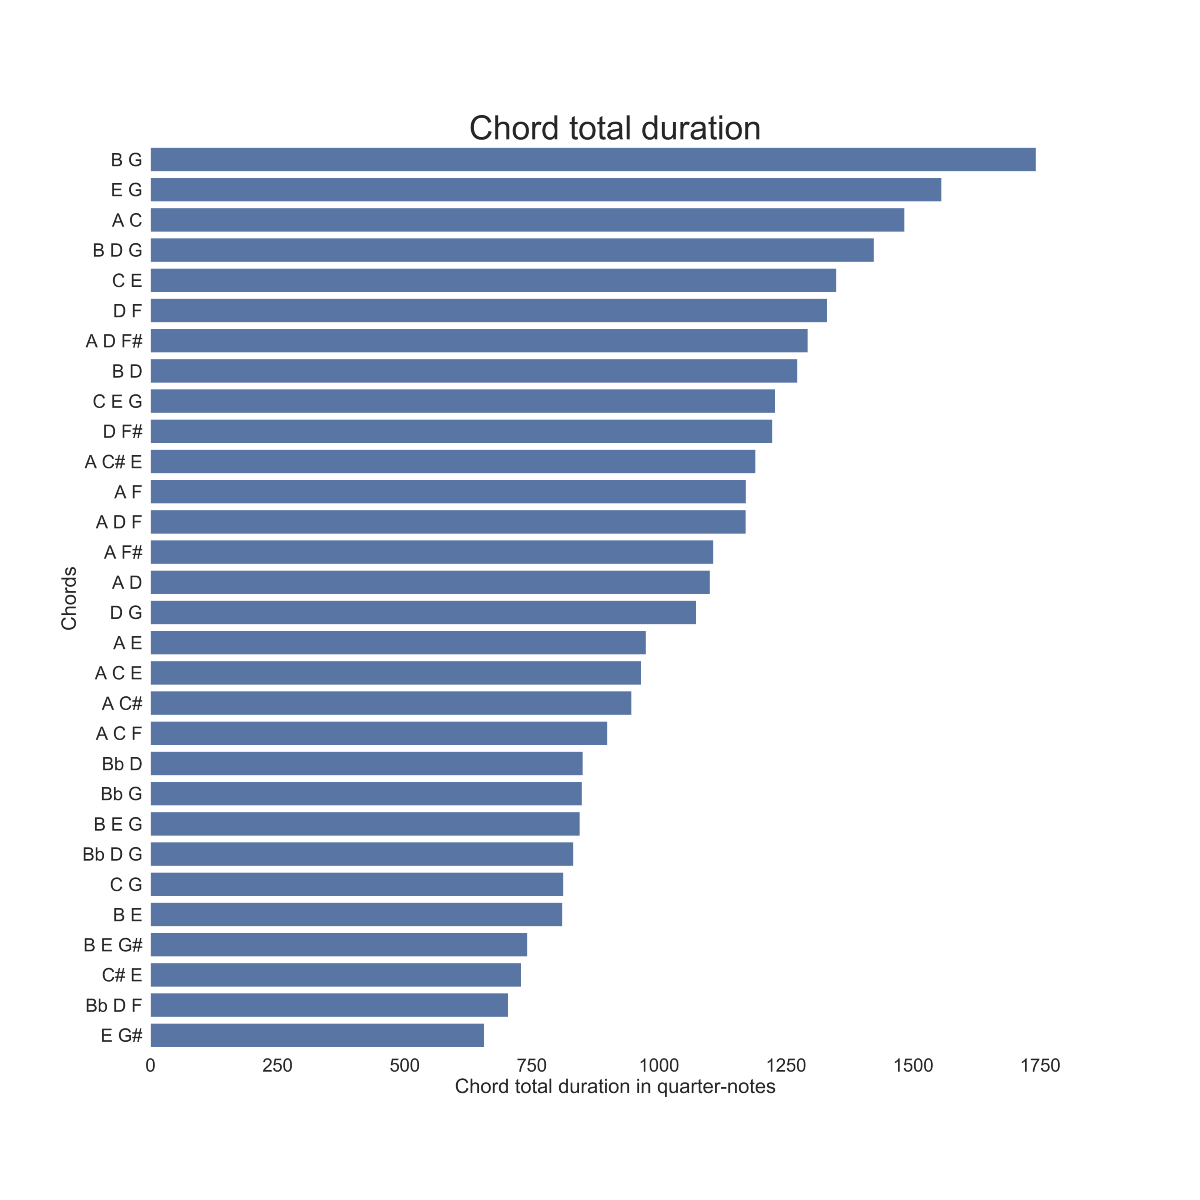 Chord total duration
B G
E G
A C
B D G
C E
D F
A D F#
B D
C E G
D F#
A C# E
A F
A D F
A F#
A D
D G
A E
A C E
A C#
A C F
Bb D
Bb G
B E G
Bb D G
C G
B E
B E G#
C# E
Bb D F
E G#
Chords
0 250 500 750 1000 1250 1500 1750
Chord total duration in quarter-notes